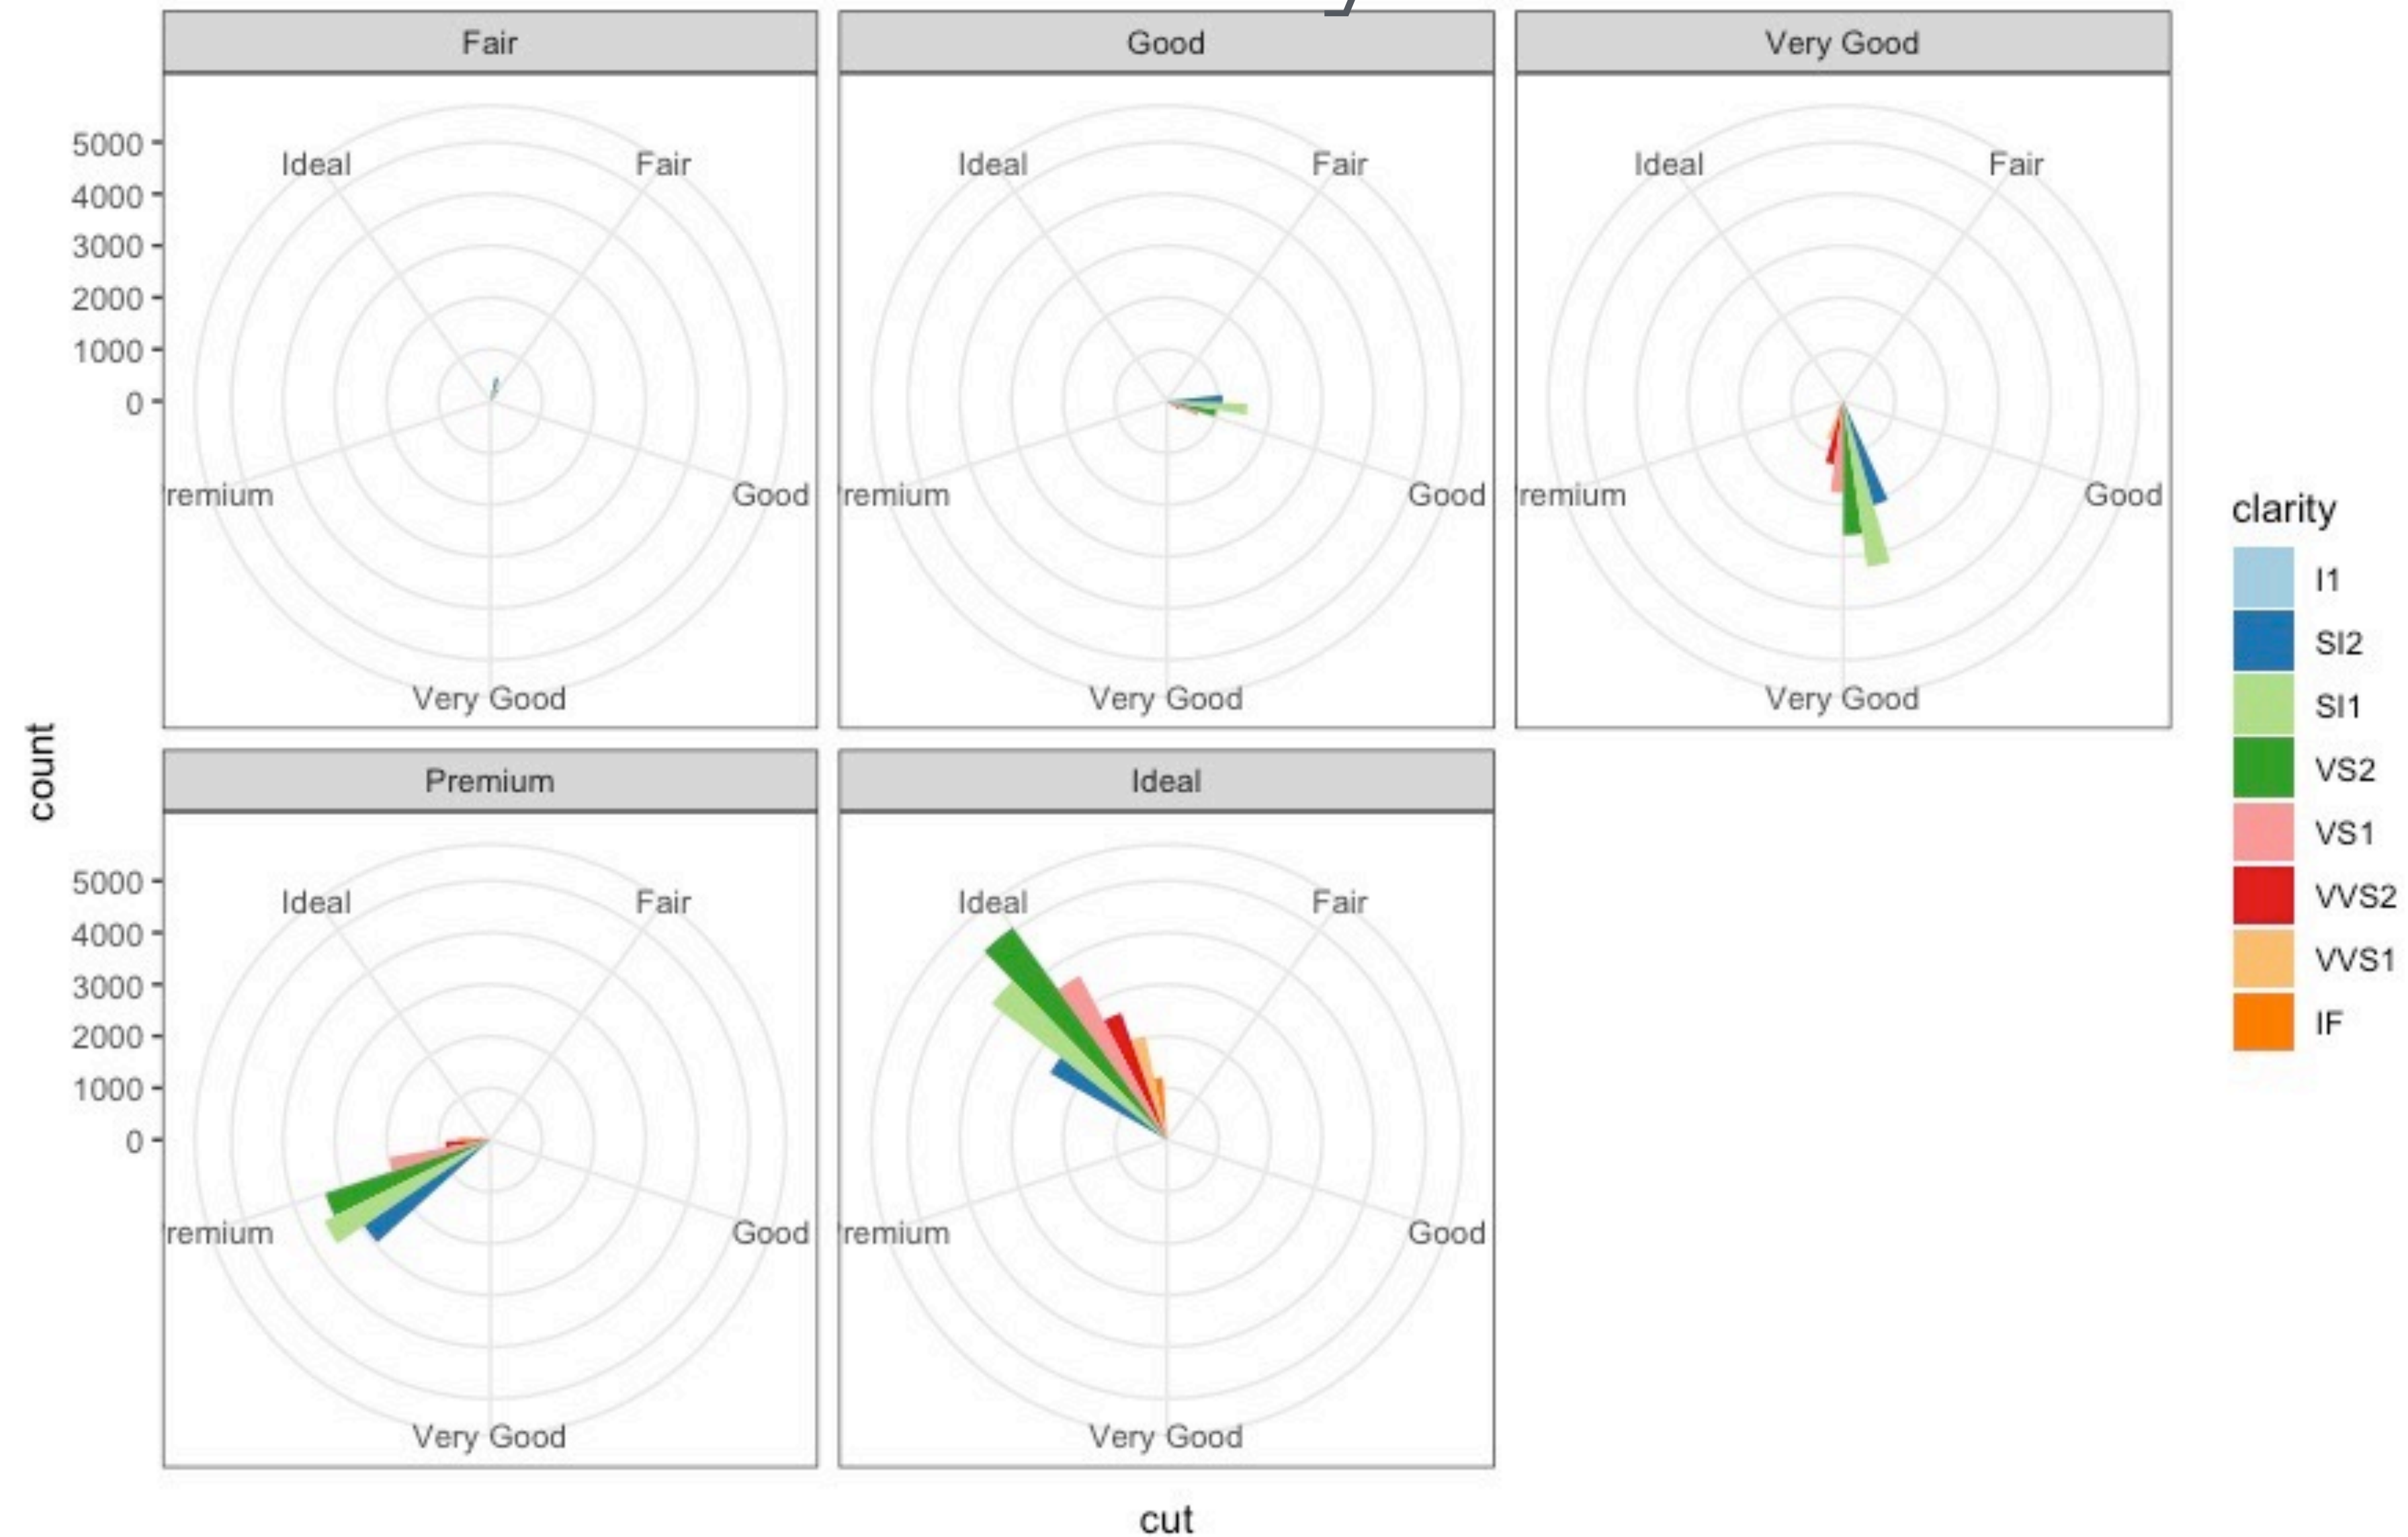 Fair Good Very Good
5000
4000
3000
2000
1000
0
Ideal Fair
remium Good
Very Good
Ideal Fair
remium Good
Very Good
Ideal Fair
remium Good
Very Good
count
Premium Ideal
5000
4000
3000
2000
1000
0
Ideal Fair
remium Good
Very Good
Ideal Fair
remium Good
Very Good
cut
clarity
I1
SI2
SI1
VS2
VS1
VVS2
VVS1
IF